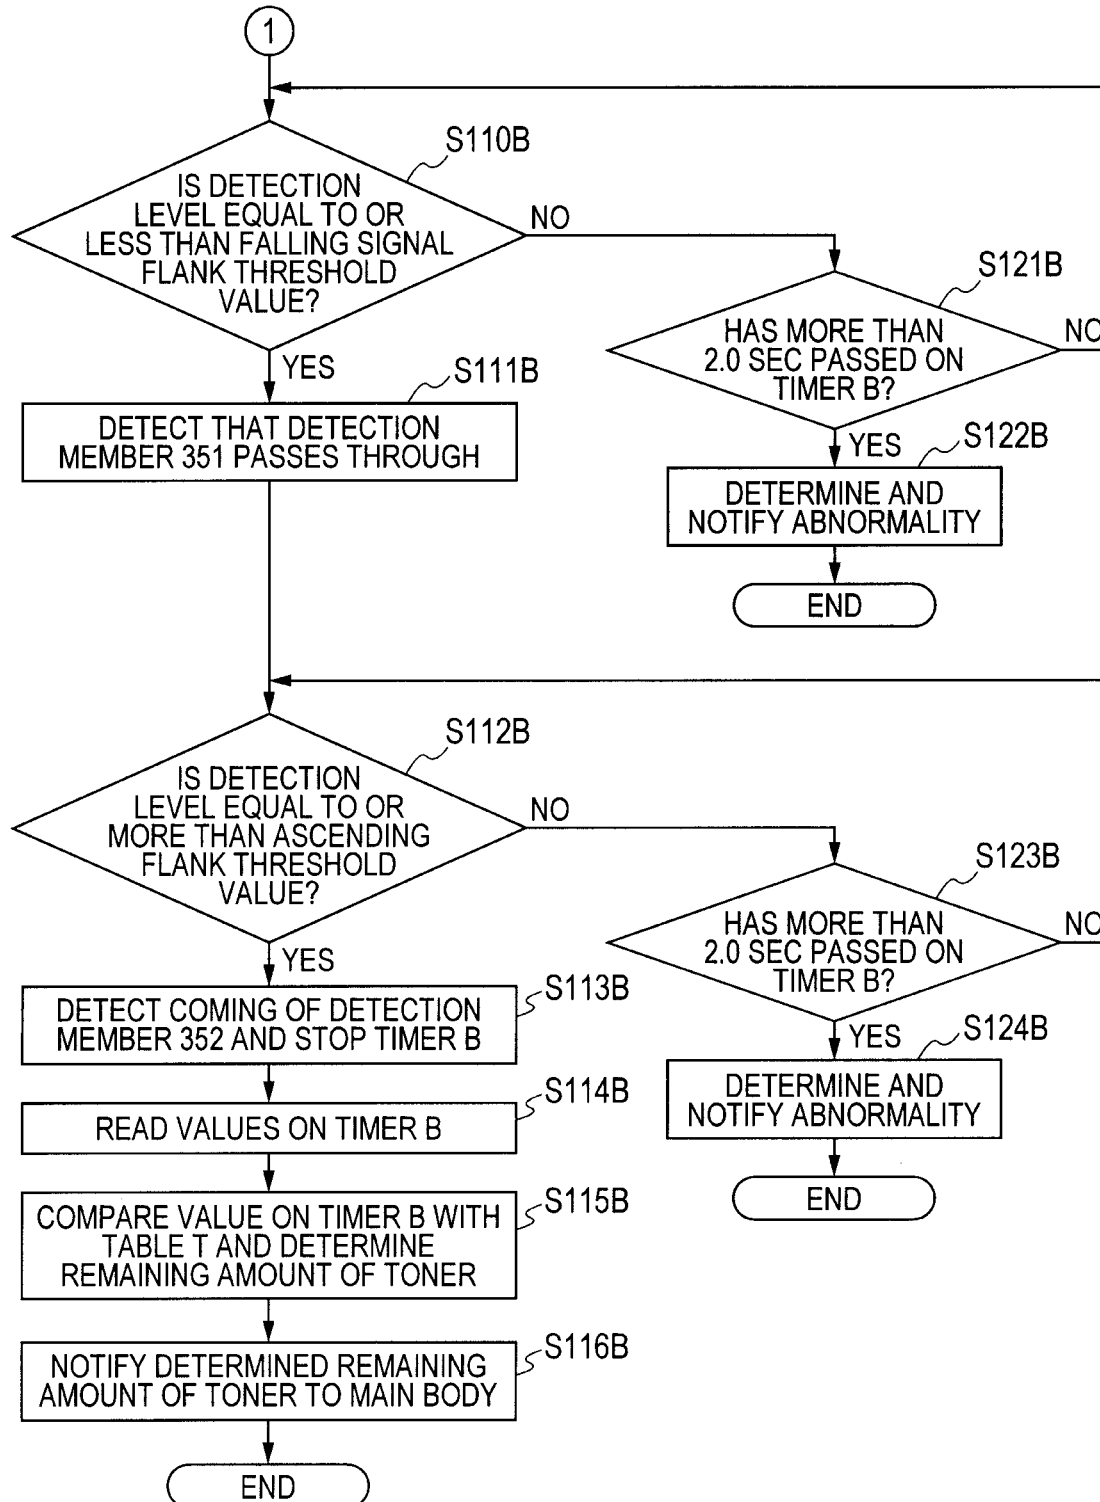 1
S110B
IS DETECTION
LEVEL EQUAL TO OR
LESS THAN FALLING SIGNAL
FLANK THRESHOLD
VALUE?
NO
YES
S121B
HAS MORE THAN
2.0 SEC PASSED ON
TIMER B?
NO
YES
S111B
DETECT THAT DETECTION
MEMBER 351 PASSES THROUGH
S122B
DETERMINE AND
NOTIFY ABNORMALITY
END
S112B
IS DETECTION
LEVEL EQUAL TO OR
MORE THAN ASCENDING
FLANK THRESHOLD
VALUE?
NO
YES
S123B
HAS MORE THAN
2.0 SEC PASSED ON
TIMER B?
NO
YES
S113B
DETECT COMING OF DETECTION
MEMBER 352 AND STOP TIMER B
S124B
DETERMINE AND
NOTIFY ABNORMALITY
END
S114B
READ VALUES ON TIMER B
S115B
COMPARE VALUE ON TIMER B WITH
TABLE T AND DETERMINE
REMAINING AMOUNT OF TONER
S116B
NOTIFY DETERMINED REMAINING
AMOUNT OF TONER TO MAIN BODY
END